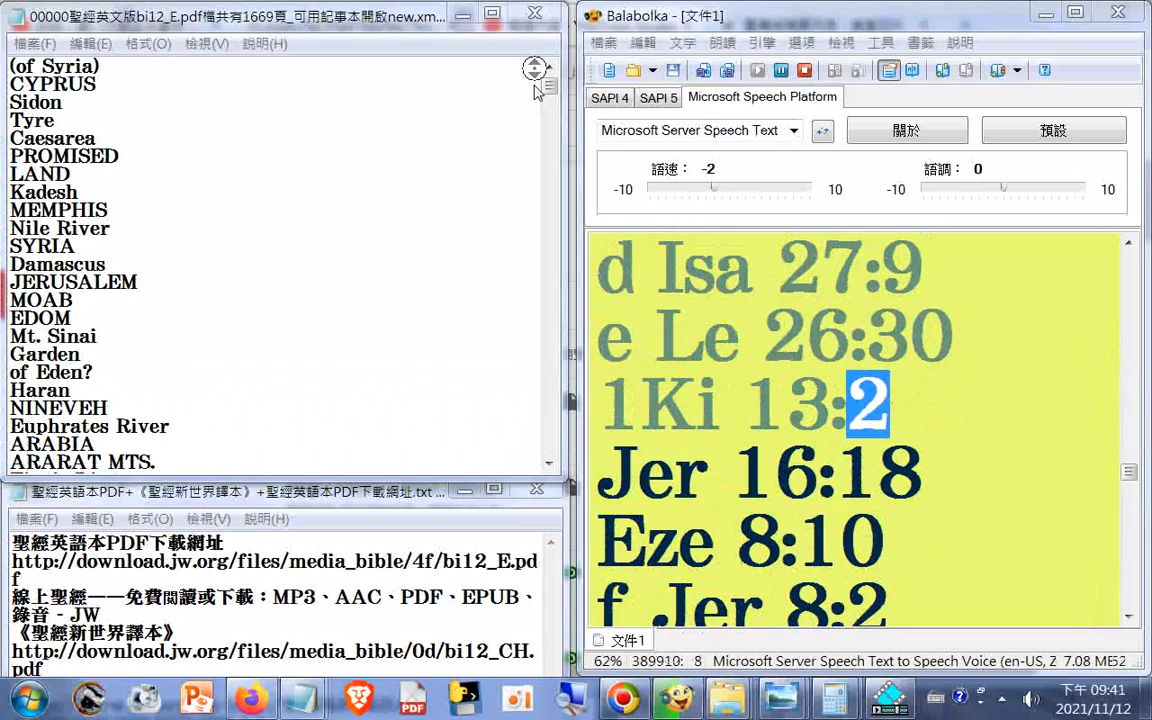 00000聖經英文版bi12_E.pdf檔共有1669頁_可用記事本開啟new.xm...
檔案(F) 編輯(E) 格式(O) 檢視(V) 說明(H)
(of Syria)
CYPRUS
Sidon
Tyre
Caesarea
PROMISED
LAND
Kadesh
MEMPHIS
Nile River
SYRIA
Damascus
JERUSALEM
MOAB
EDOM
Mt. Sinai
Garden
of Eden?
Haran
NINEVEH
Euphrates River
ARABIA
ARARAT MTS.
聖經英語本PDF+《聖經新世界譯本》+聖經英語本PDF下載網址.txt ...
檔案(F) 編輯(E) 格式(O) 檢視(V) 說明(H)
聖經英語本PDF下載網址
http://download.jw.org/files/media_bible/4f/bi12_E.pd
f
線上聖經——免費閱讀或下載：MP3、AAC、PDF、EPUB、
錄音 - JW
《聖經新世界譯本》
http://download.jw.org/files/media_bible/0d/bi12_CH.
pdf
Balabolka - [文件1]
檔案 編輯 文字 朗讀 引擎 選項 檢視 工具 書籤 說明
SAPI 4 SAPI 5 Microsoft Speech Platform
Microsoft Server Speech Text 關於 預設
語速： -2 語調： 0
-10 10 -10 10
d Isa 27:9
e Le 26:30
1Ki 13:2
Jer 16:18
Eze 8:10
f Jer 8:2
文件1
62% 389910: 8 Microsoft Server Speech Text to Speech Voice (en-US, Z 7.08 ME52
下午 09:41
2021/11/12